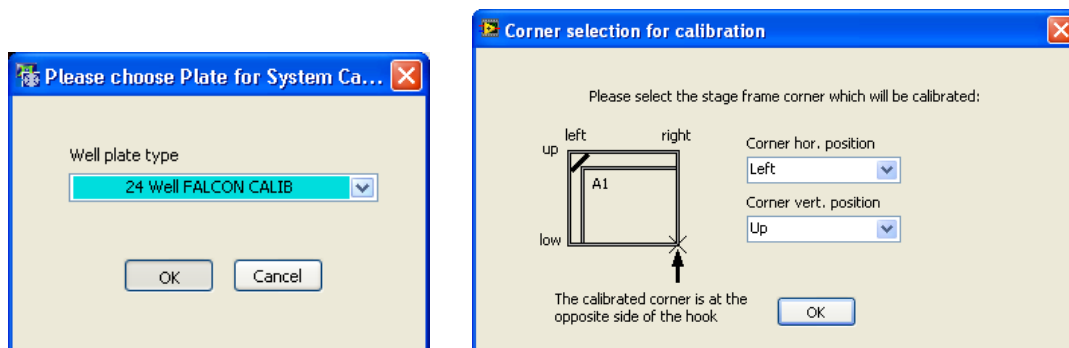 Please choose Plate for System Ca...
Well plate type
24 Well FALCON CALIB
OK
Cancel
Corner selection for calibration
Please select the stage frame corner which will be calibrated:
left
right
up
A1
low
The calibrated corner is at the
opposite side of the hook
Corner hor. position
Left
Corner vert. position
Up
OK